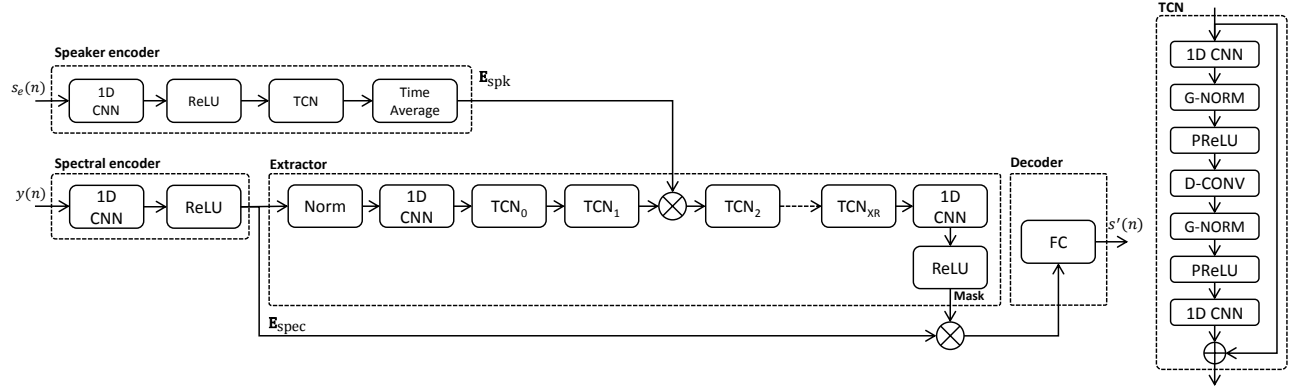 Speaker encoder
s_e(n)
1D
CNN
ReLU
TCN
Time
Average
E_spk
Spectral encoder
y(n)
1D
CNN
ReLU
E_spec
Extractor
Norm
1D
CNN
TCN_0
TCN_1
TCN_2
TCN_XR
1D
CNN
ReLU
Mask
Decoder
FC
s'(n)
TCN
1D CNN
G-NORM
PReLU
D-CONV
G-NORM
PReLU
1D CNN